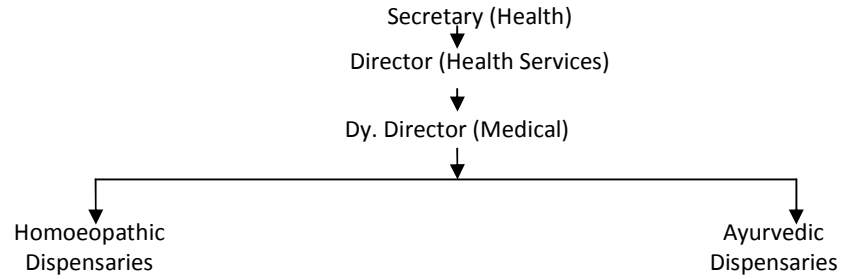 Secretary (Health)
Director (Health Services)
Dy. Director (Medical)
Homoeopathic
Dispensaries
Ayurvedic
Dispensaries